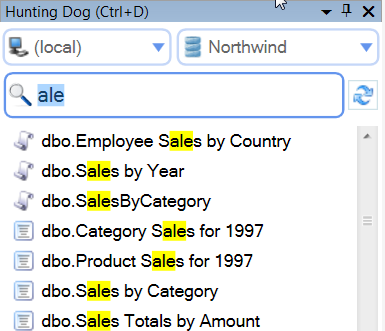 Hunting Dog (Ctrl+D)
(local) Northwind
ale
dbo.Employee Sales by Country
dbo.Sales by Year
dbo.SalesByCategory
dbo.Category Sales for 1997
dbo.Product Sales for 1997
dbo.Sales by Category
dbo.Sales Totals by Amount